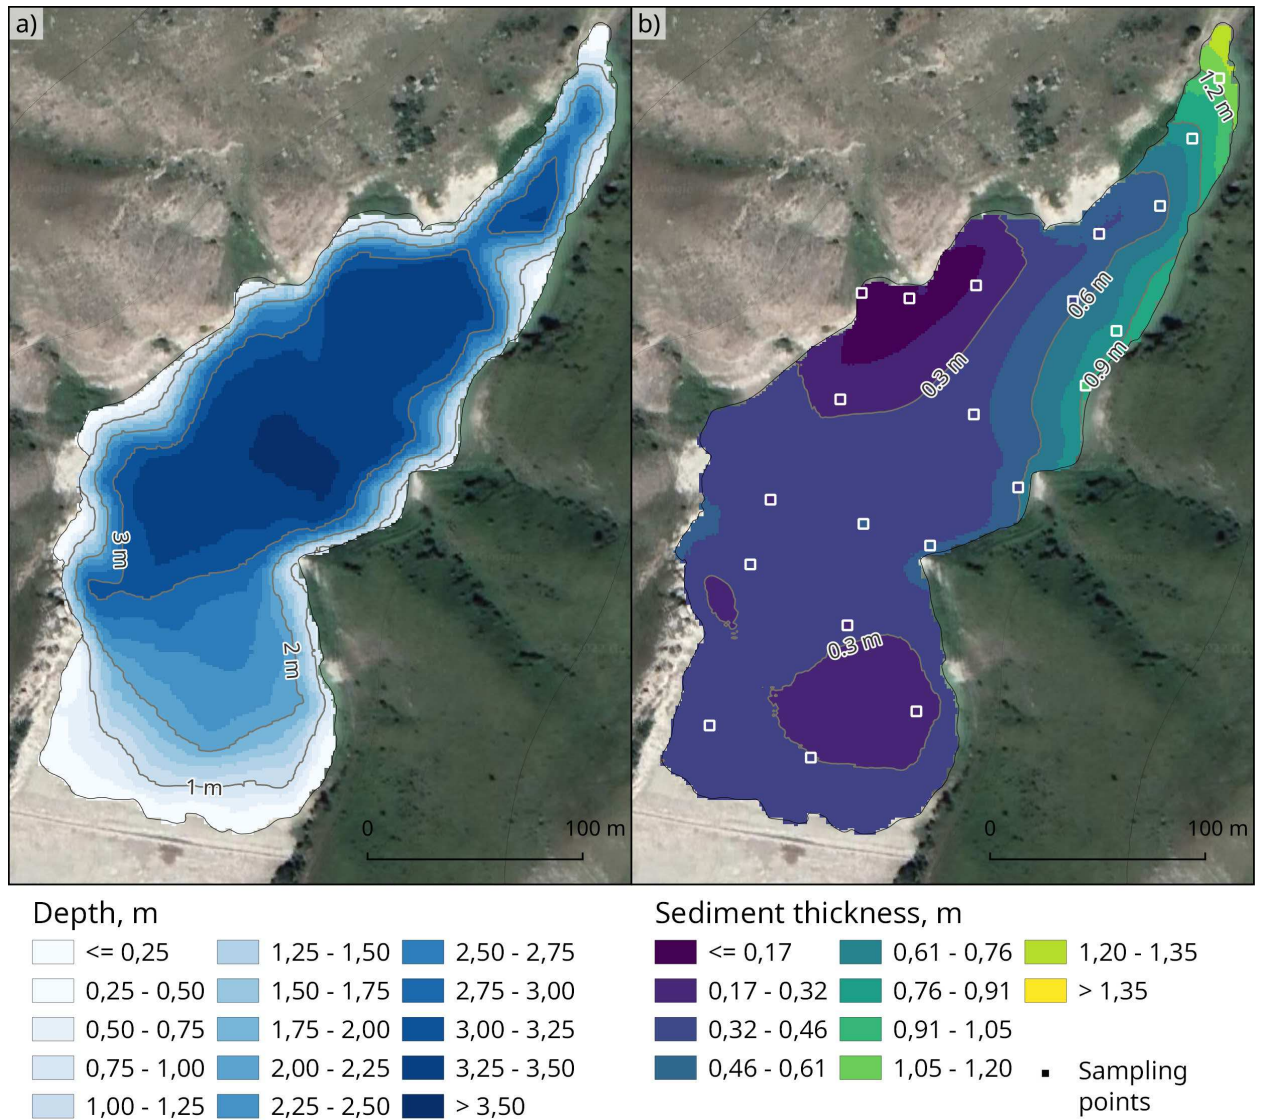 a)
b)
1.2 m
0.6 m
0.9 m
0.3 m
3 m
0.3 m
2 m
1 m
0 100 m
0 100 m
Depth, m
<= 0,25
0,25 - 0,50
0,50 - 0,75
0,75 - 1,00
1,00 - 1,25
1,25 - 1,50
1,50 - 1,75
1,75 - 2,00
2,00 - 2,25
2,25 - 2,50
2,50 - 2,75
2,75 - 3,00
3,00 - 3,25
3,25 - 3,50
> 3,50
Sediment thickness, m
<= 0,17
0,17 - 0,32
0,32 - 0,46
0,46 - 0,61
0,61 - 0,76
0,76 - 0,91
0,91 - 1,05
1,05 - 1,20
1,20 - 1,35
> 1,35
Sampling
points